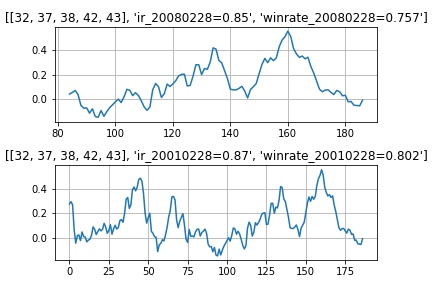 [[32, 37, 38, 42, 43], 'ir_20080228=0.85', 'winrate_20080228=0.757']
0.4
0.2
0.0
80 100 120 140 160 180
[[32, 37, 38, 42, 43], 'ir_20010228=0.87', 'winrate_20010228=0.802']
0.4
0.2
0.0
0 25 50 75 100 125 150 175